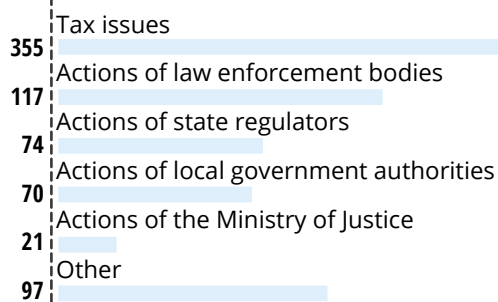 Tax issues
355
Actions of law enforcement bodies
117
Actions of state regulators
74
Actions of local government authorities
70
Actions of the Ministry of Justice
21
Other
97